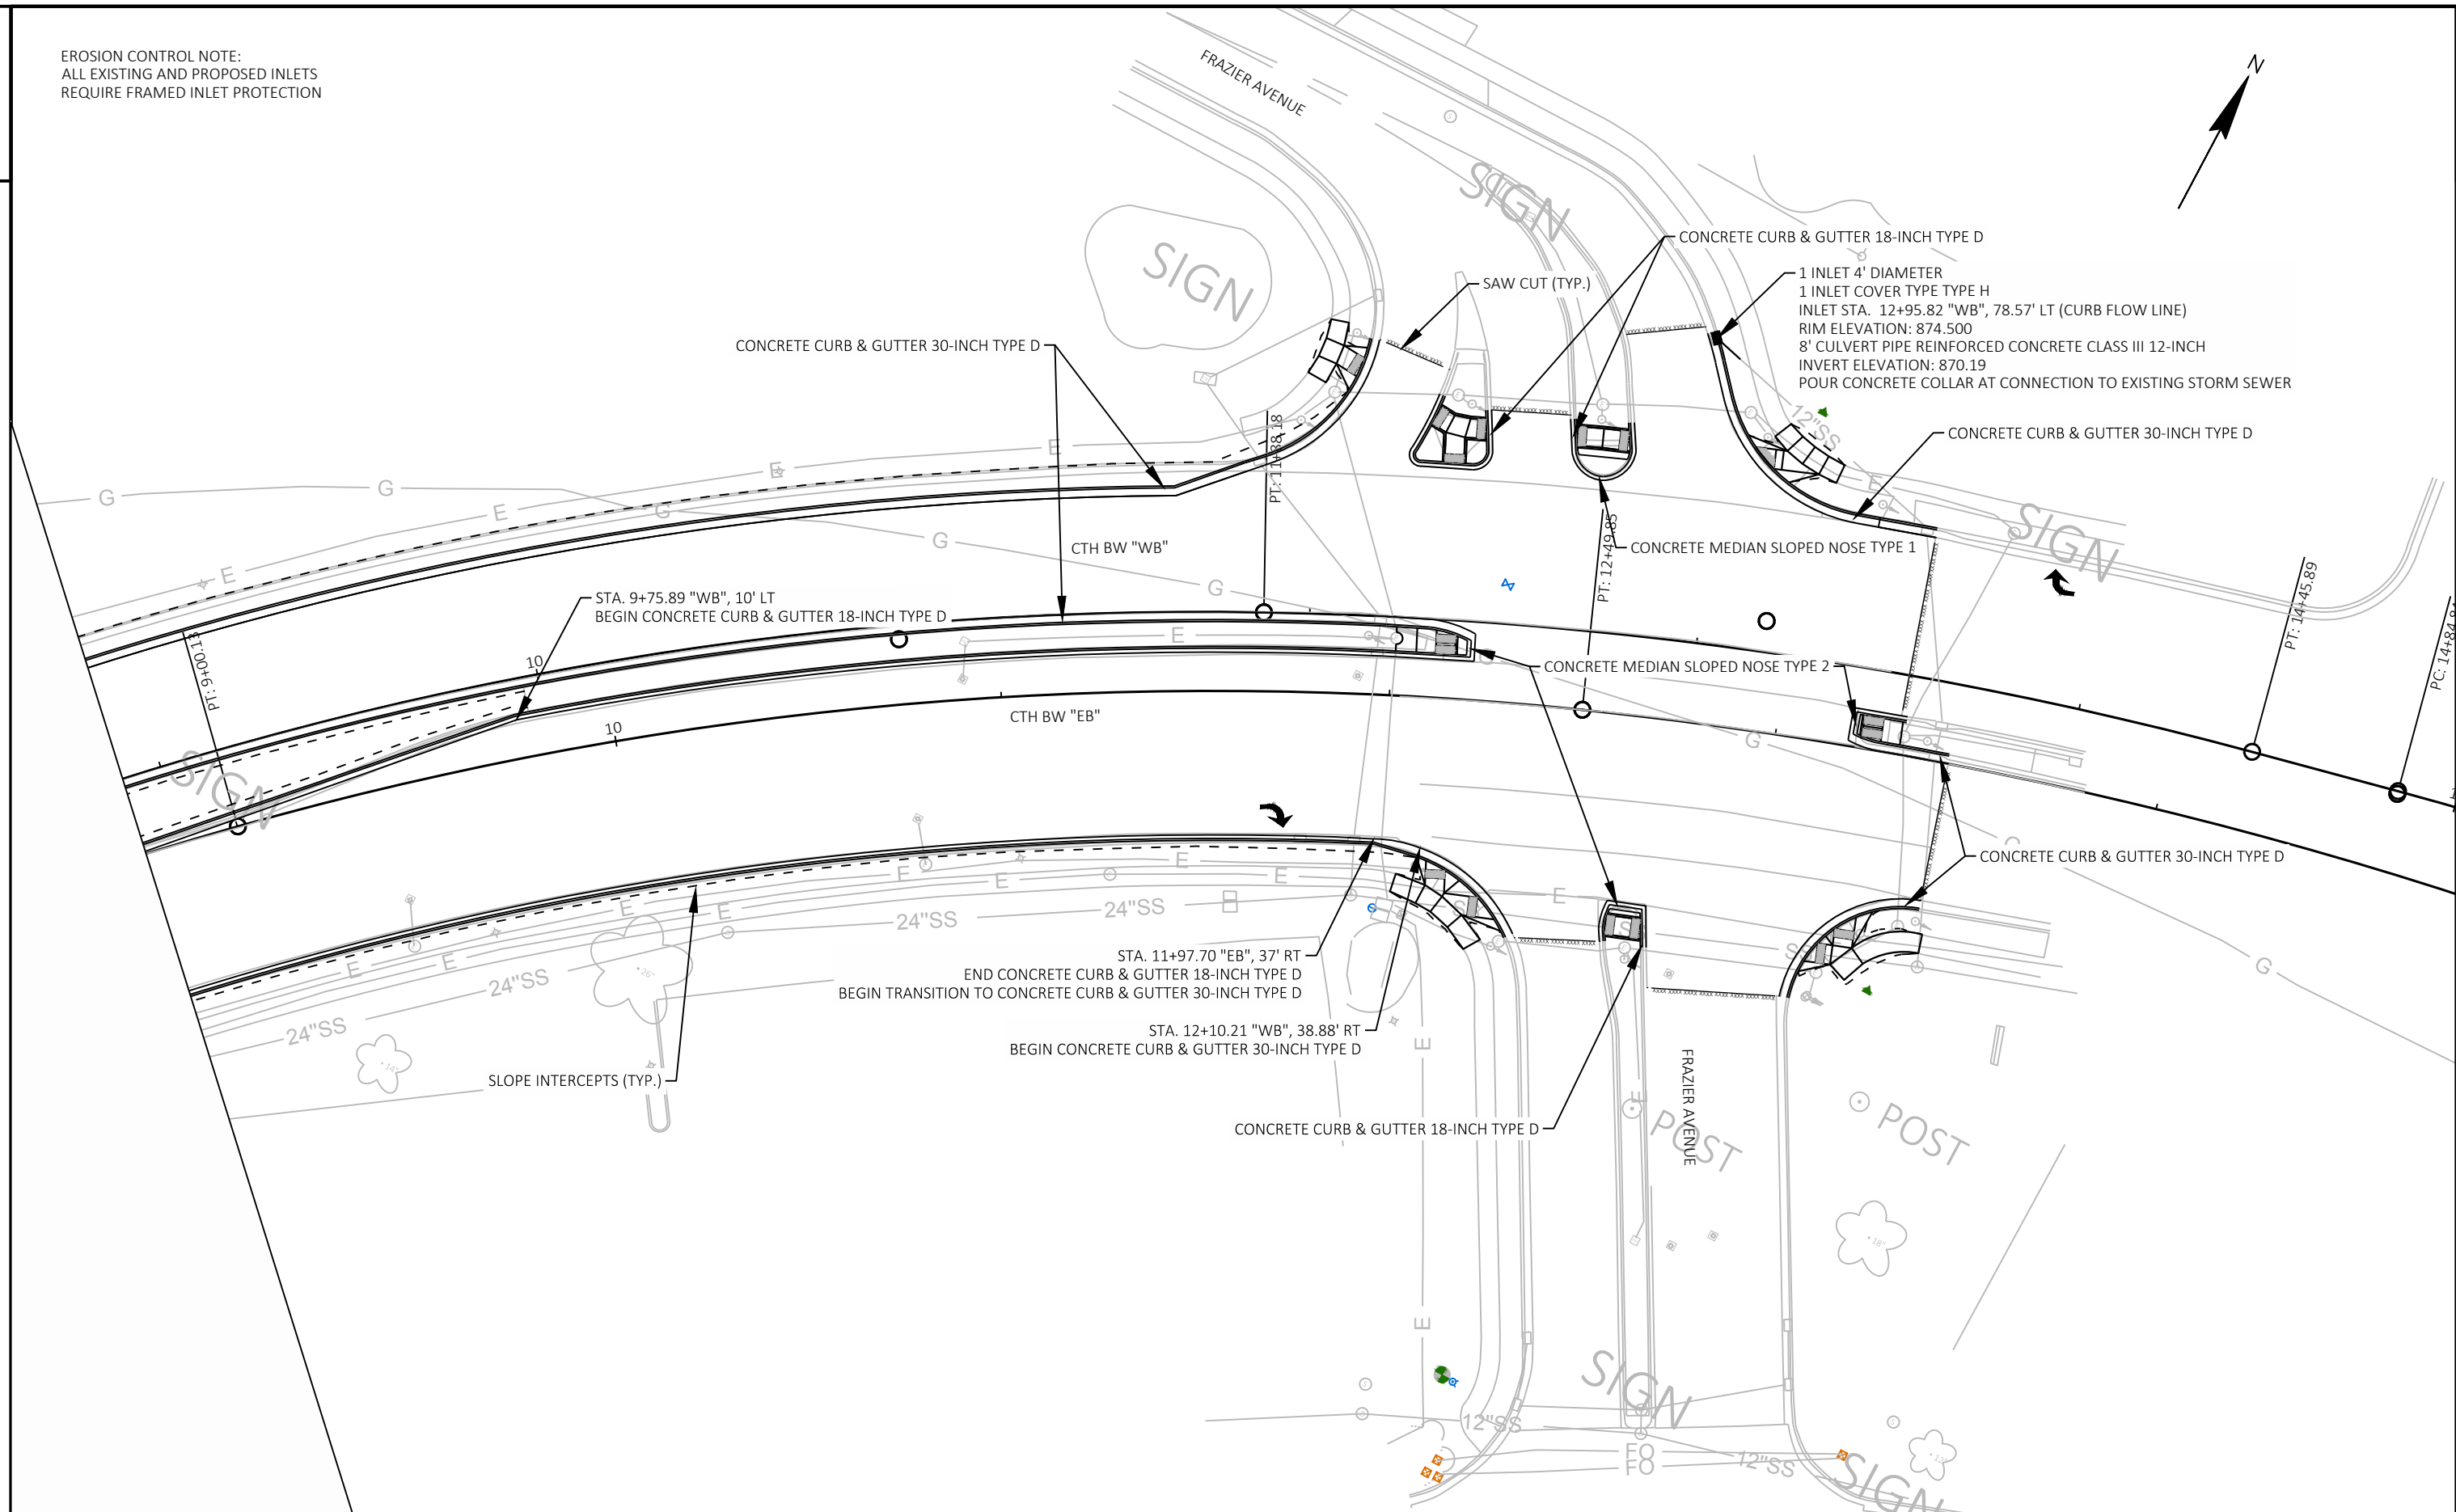 EROSION CONTROL NOTE:
ALL EXISTING AND PROPOSED INLETS
REQUIRE FRAMED INLET PROTECTION
FRAZIER AVENUE
N
SIGN
SIGN
CONCRETE CURB & GUTTER 18-INCH TYPE D
SAW CUT (TYP.)
1 INLET 4' DIAMETER
1 INLET COVER TYPE TYPE H
INLET STA. 12+95.82 "WB", 78.57' LT (CURB FLOW LINE)
RIM ELEVATION: 874.500
8' CULVERT PIPE REINFORCED CONCRETE CLASS III 12-INCH
INVERT ELEVATION: 870.19
POUR CONCRETE COLLAR AT CONNECTION TO EXISTING STORM SEWER
CONCRETE CURB & GUTTER 30-INCH TYPE D
12"SS
CONCRETE CURB & GUTTER 30-INCH TYPE D
PT: 11+38.18
E
E
E
E
E
G
G
G
G
G
SIGN
CTH BW "WB"
PT: 12+49.85
CONCRETE MEDIAN SLOPED NOSE TYPE 1
STA. 9+75.89 "WB", 10' LT
BEGIN CONCRETE CURB & GUTTER 18-INCH TYPE D
PT: 14+45.89
E
CONCRETE MEDIAN SLOPED NOSE TYPE 2
PT: 9+00.13
10
10
CTH BW "EB"
G
SIGN
CONCRETE CURB & GUTTER 30-INCH TYPE D
E
E
E
E
E
E
E
E
24"SS
24"SS
24"SS
24"SS
26"
14"
G
STA. 11+97.70 "EB", 37' RT
END CONCRETE CURB & GUTTER 18-INCH TYPE D
BEGIN TRANSITION TO CONCRETE CURB & GUTTER 30-INCH TYPE D
STA. 12+10.21 "WB", 38.88' RT
BEGIN CONCRETE CURB & GUTTER 30-INCH TYPE D
SLOPE INTERCEPTS (TYP.)
E
E
FRAZIER AVENUE
POST
POST
CONCRETE CURB & GUTTER 18-INCH TYPE D
18"
E
SIGN
12"SS
FO
FO
12"SS
SIGN